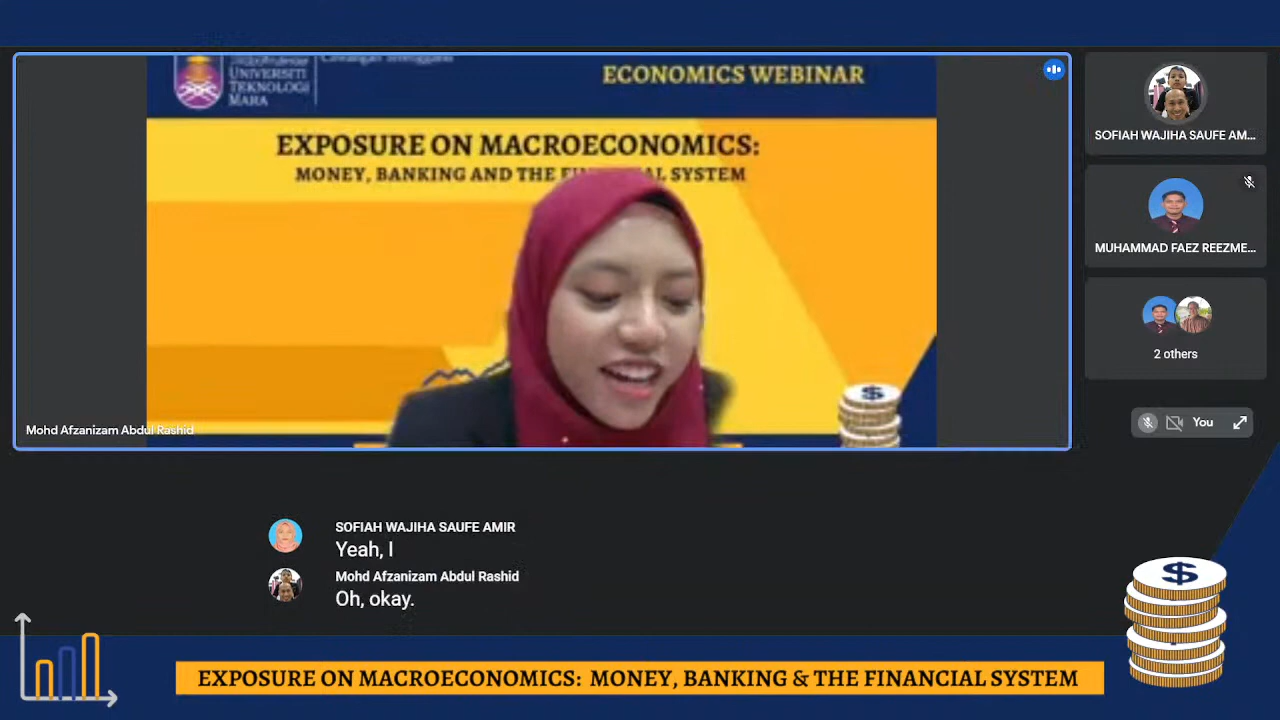 UNIVERSITI
TEKNOLOGI
MARA
ECONOMICS WEBINAR
EXPOSURE ON MACROECONOMICS:
MONEY, BANKING AND THE SYSTEM
Mohd Afzanizam Abdul Rashid
SOFIAH WAJIHA SAUFE AM...
MUHAMMAD FAEZ REEZME...
2 others
You
SOFIAH WAJIHA SAUFE AMIR
Yeah, I
Mohd Afzanizam Abdul Rashid
Oh, okay.
$
$
EXPOSURE ON MACROECONOMICS: MONEY, BANKING & THE FINANCIAL SYSTEM